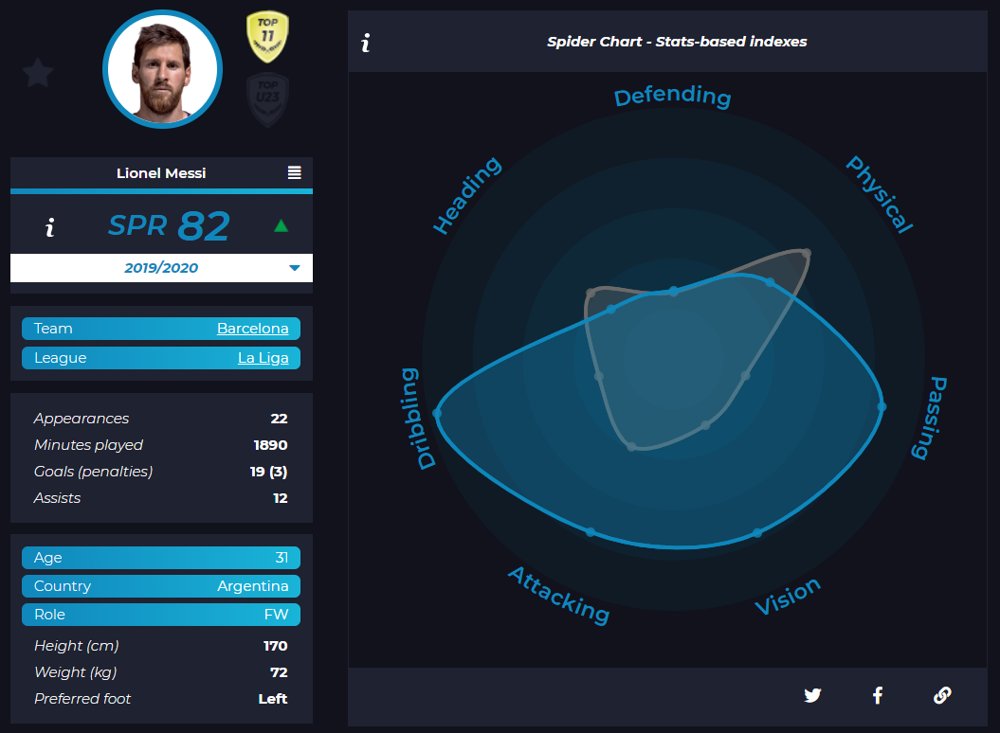 TOP
11
TOP
U23
Lionel Messi
i
SPR 82
2019/2020
Team Barcelona
League La Liga
Appearances 22
Minutes played 1890
Goals (penalties) 19 (3)
Assists 12
Age 31
Country Argentina
Role FW
Height (cm) 170
Weight (kg) 72
Preferred foot Left
i
Spider Chart - Stats-based indexes
Defending
Physical
Passing
Vision
Attacking
Dribbling
Heading